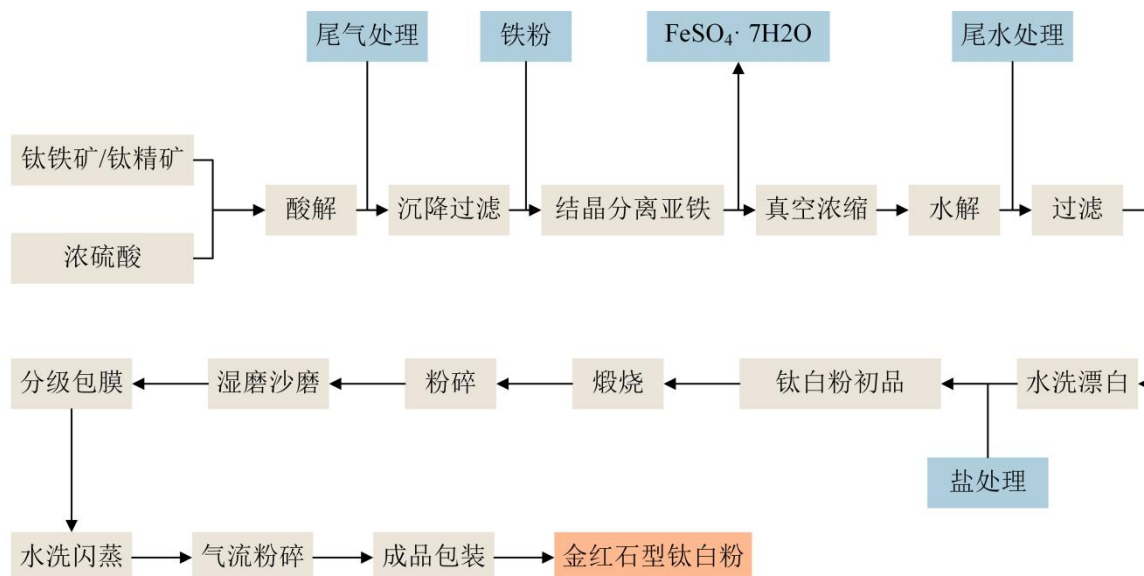 尾气处理
铁粉
FeSO₄· 7H2O
尾水处理
钛铁矿/钛精矿
浓硫酸
酸解
沉降过滤
结晶分离亚铁
真空浓缩
水解
过滤
分级包膜
湿磨沙磨
粉碎
煅烧
钛白粉初品
水洗漂白
盐处理
水洗闪蒸
气流粉碎
成品包装
金红石型钛白粉